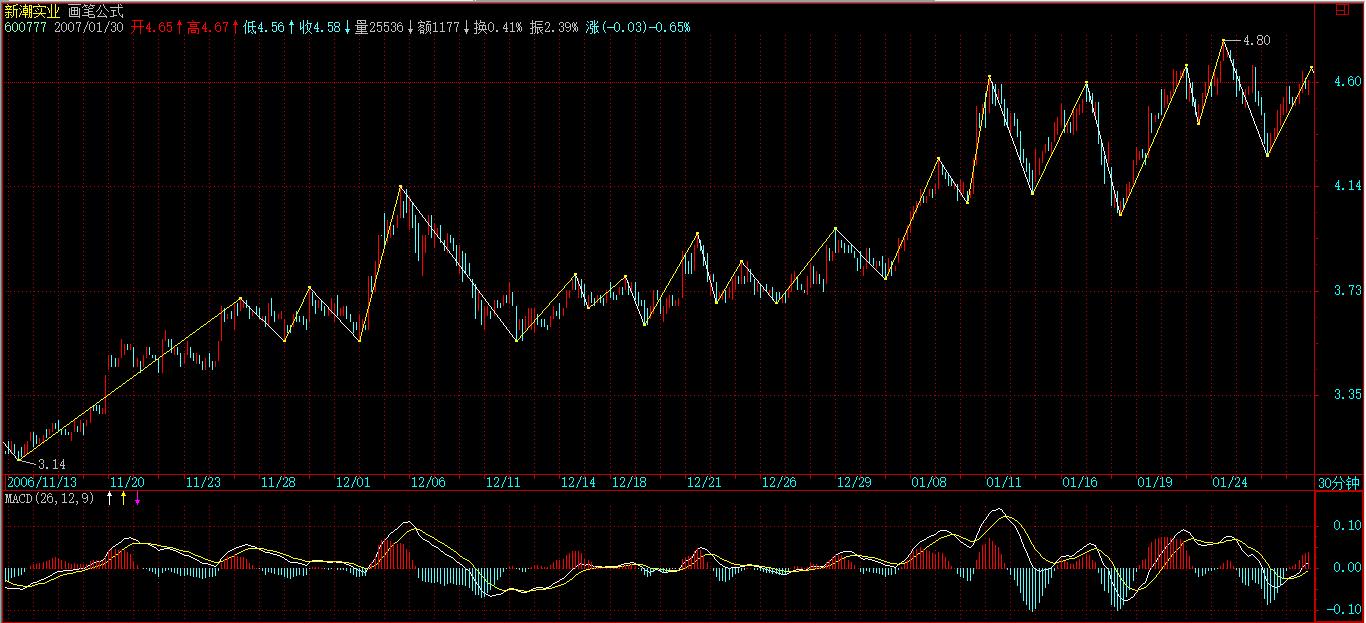 新潮实业 画笔公式
600777 2007/01/30 开4.65↑高4.67↑低4.56↑收4.58↓量25536↓额1177↓换0.41% 振2.39% 涨(-0.03)-0.65%
4.80
4.60
4.14
3.73
3.35
3.14
2006/11/13 11/20 11/23 11/28 12/01 12/06 12/11 12/14 12/18 12/21 12/26 12/29 01/08 01/11 01/16 01/19 01/24 30分钟
MACD(26,12,9) ↑ ↑ ↓
0.10
0.00
-0.10